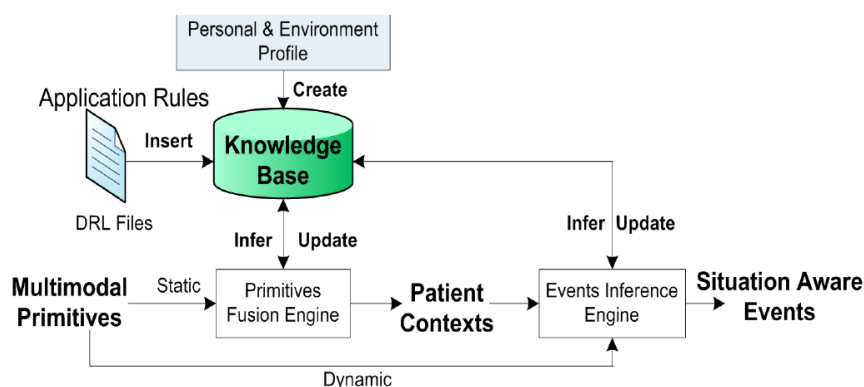 Personal & Environment
Profile
Create
Application Rules
Insert
Knowledge
Base
DRL Files
Infer Update
Infer Update
Multimodal
Primitives
Static
Primitives
Fusion Engine
Patient
Contexts
Events Inference
Engine
Situation Aware
Events
Dynamic